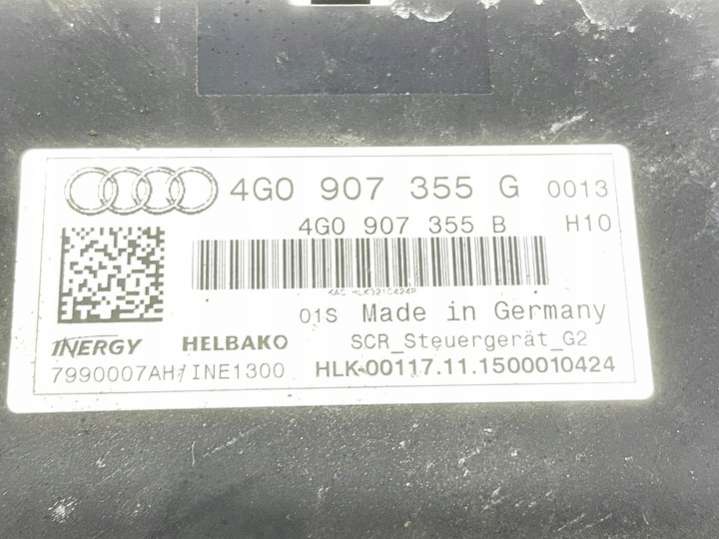 4G0 907 355 G 0013
4G0 907 355 B H10
01S Made in Germany
INERGY HELBAKO SCR_Steuergerät_G2
7990007AH/INE1300 HLK-00117.11.1500010424